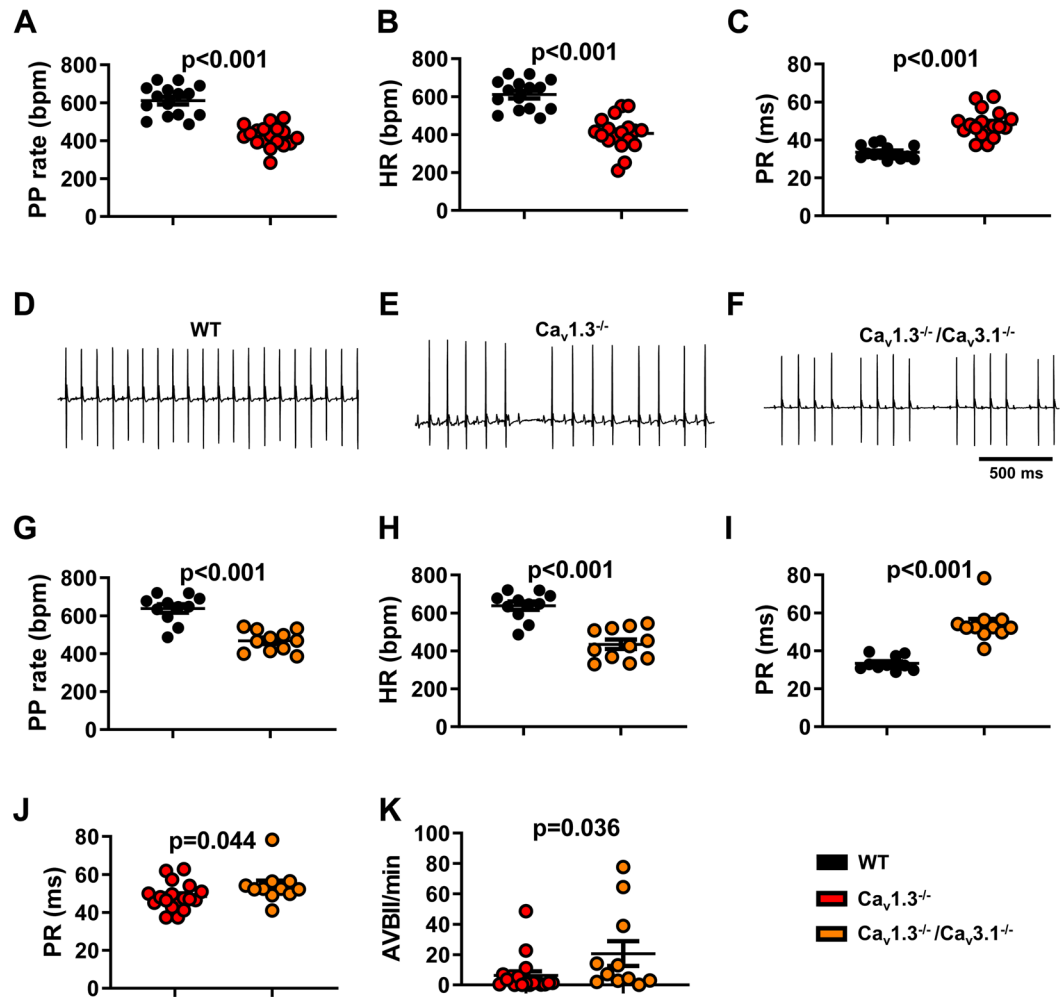 A
p<0.001
PP rate (bpm)
800
600
400
200
0
B
p<0.001
HR (bpm)
800
600
400
200
0
C
p<0.001
PR (ms)
80
60
40
20
0
D
WT
E
Cav1.3-/-
F
Cav1.3-/-/Cav3.1-/-
500 ms
G
p<0.001
PP rate (bpm)
800
600
400
200
0
H
p<0.001
HR (bpm)
800
600
400
200
0
I
p<0.001
PR (ms)
80
60
40
20
0
J
p=0.044
PR (ms)
80
60
40
20
0
K
p=0.036
AVBII/min
100
80
60
40
20
0
WT
Cav1.3-/-
Cav1.3-/-/Cav3.1-/-